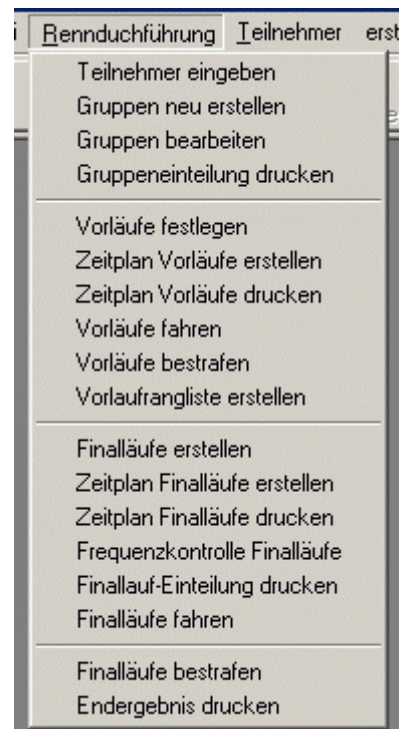 i Rennduchführung Teilnehmer erst
Teilnehmer eingeben
Gruppen neu erstellen
Gruppen bearbeiten
Gruppeneinteilung drucken
Vorläufe festlegen
Zeitplan Vorläufe erstellen
Zeitplan Vorläufe drucken
Vorläufe fahren
Vorläufe bestrafen
Vorlaufrangliste erstellen
Finalläufe erstellen
Zeitplan Finalläufe erstellen
Zeitplan Finalläufe drucken
Frequenzkontrolle Finalläufe
Finallauf-Einteilung drucken
Finalläufe fahren
Finalläufe bestrafen
Endergebnis drucken